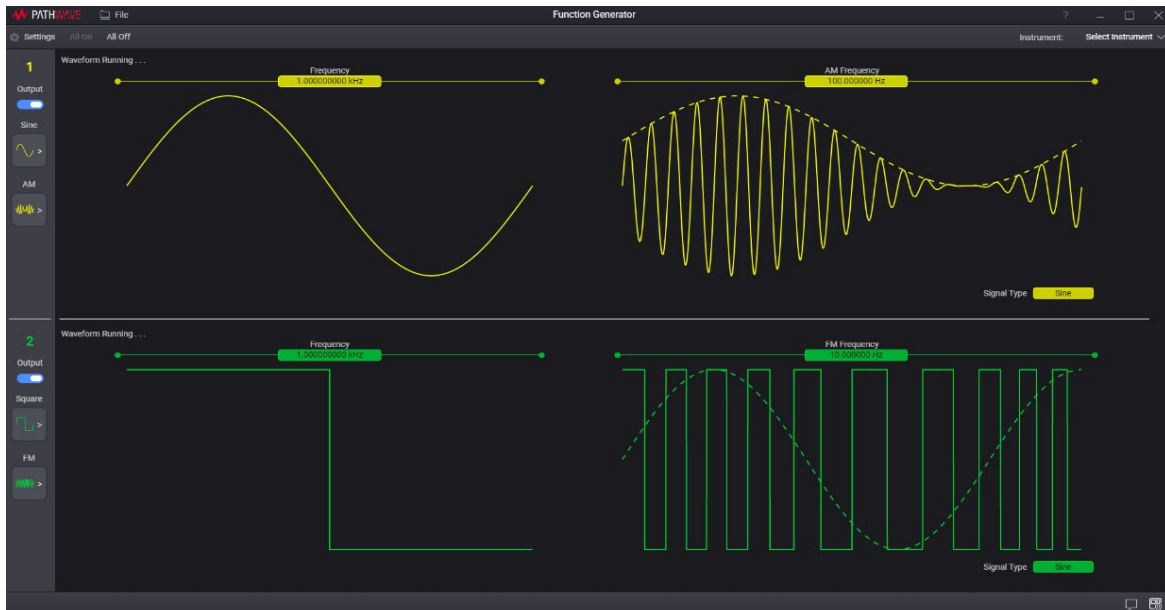 PATHWAVE File Function Generator ?
Settings All On All Off Instrument: Select Instrument
1
Waveform Running . . .
Output
Sine
AM
Frequency
1.000000000 kHz
AM Frequency
100.000000 Hz
Signal Type Sine
2
Waveform Running . . .
Output
Square
FM
Frequency
1.000000000 kHz
FM Frequency
10.000000 Hz
Signal Type Sine